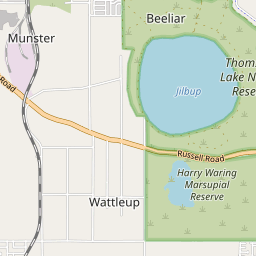 Beeliar
Munster
Thom
Lake N
Rese
Jilbup
Road
Russell Road
Harry Waring
Marsupial
Reserve
Wattleup